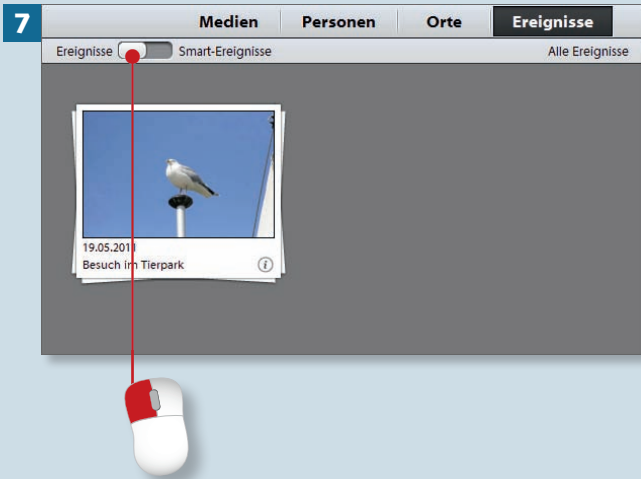 7
Medien Personen Orte Ereignisse
Ereignisse Smart-Ereignisse Alle Ereignisse
19.05.2011
Besuch im Tierpark